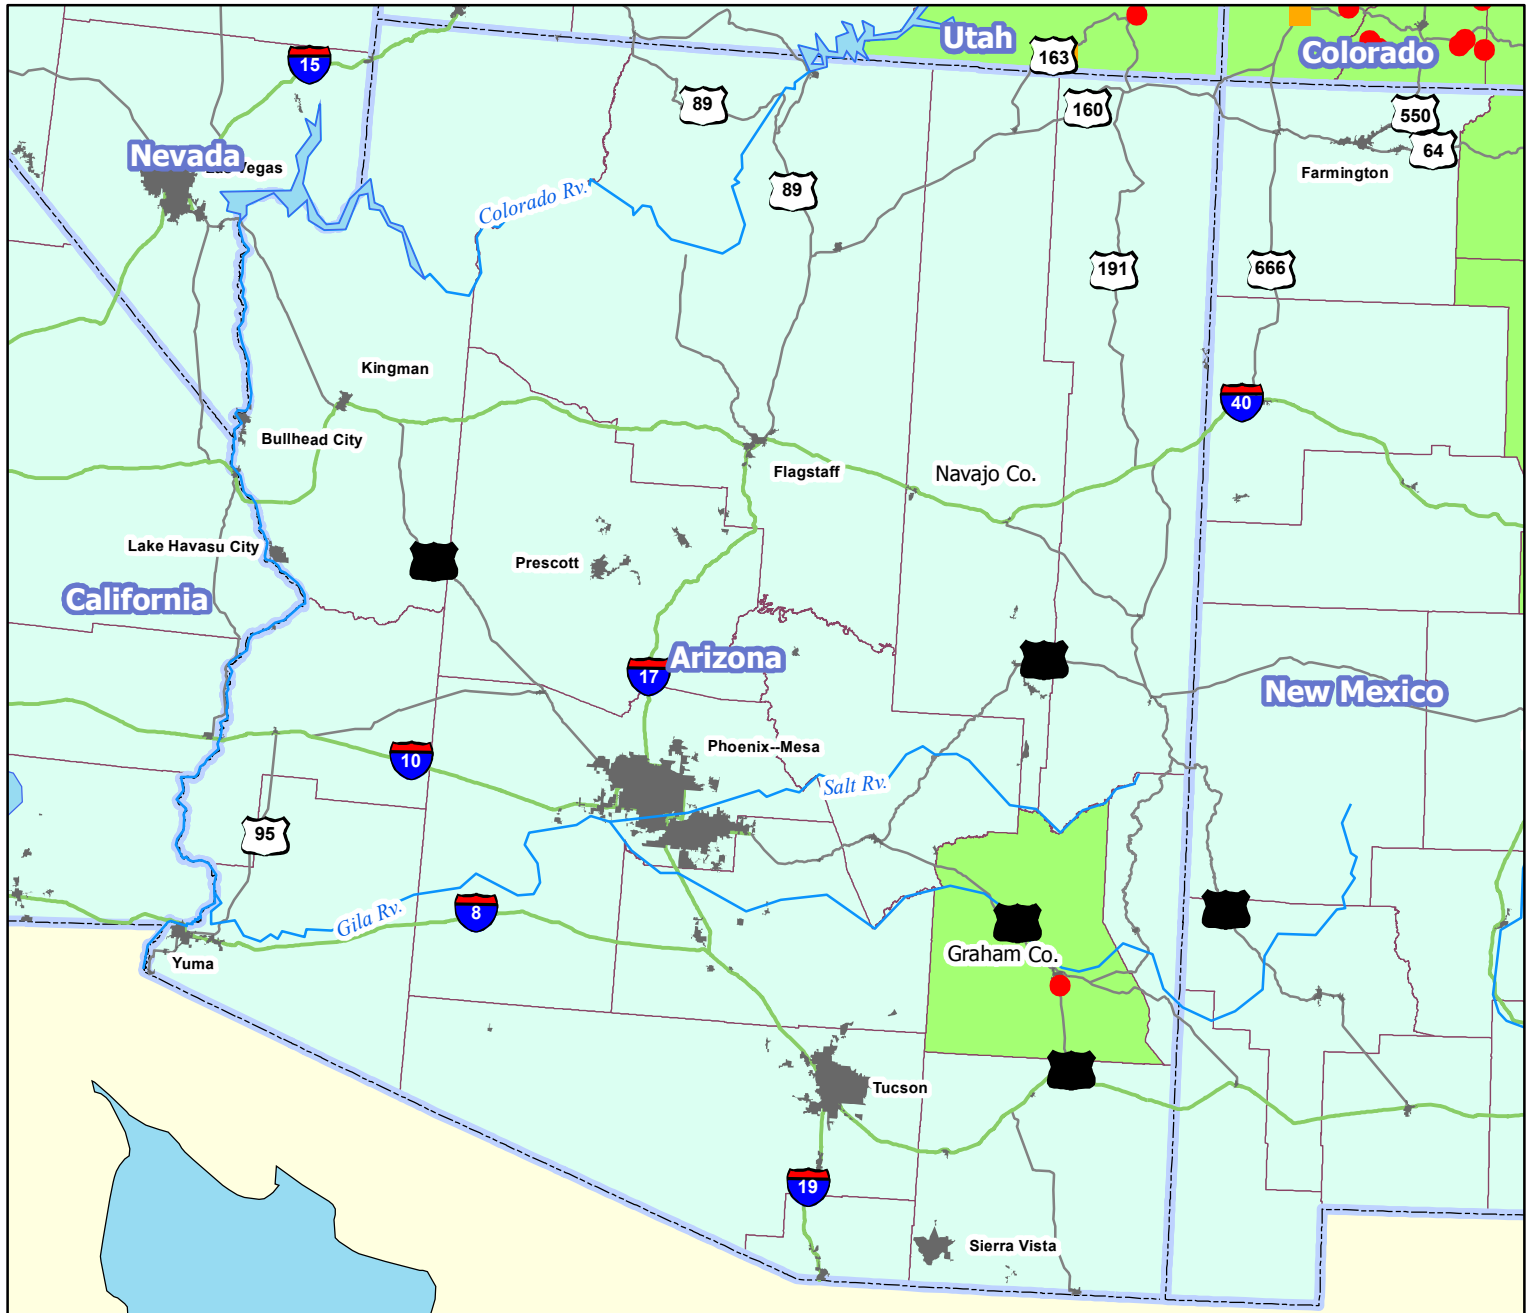 Utah
163
Colorado
15
89
160
550
64
Nevada
Las Vegas
Farmington
89
Colorado Rv.
191
666
Kingman
40
Bullhead City
Flagstaff
Navajo Co.
Lake Havasu City
Prescott
California
Arizona
17
New Mexico
Phoenix--Mesa
10
Salt Rv.
95
Gila Rv.
8
Graham Co.
Yuma
Tucson
19
Sierra Vista